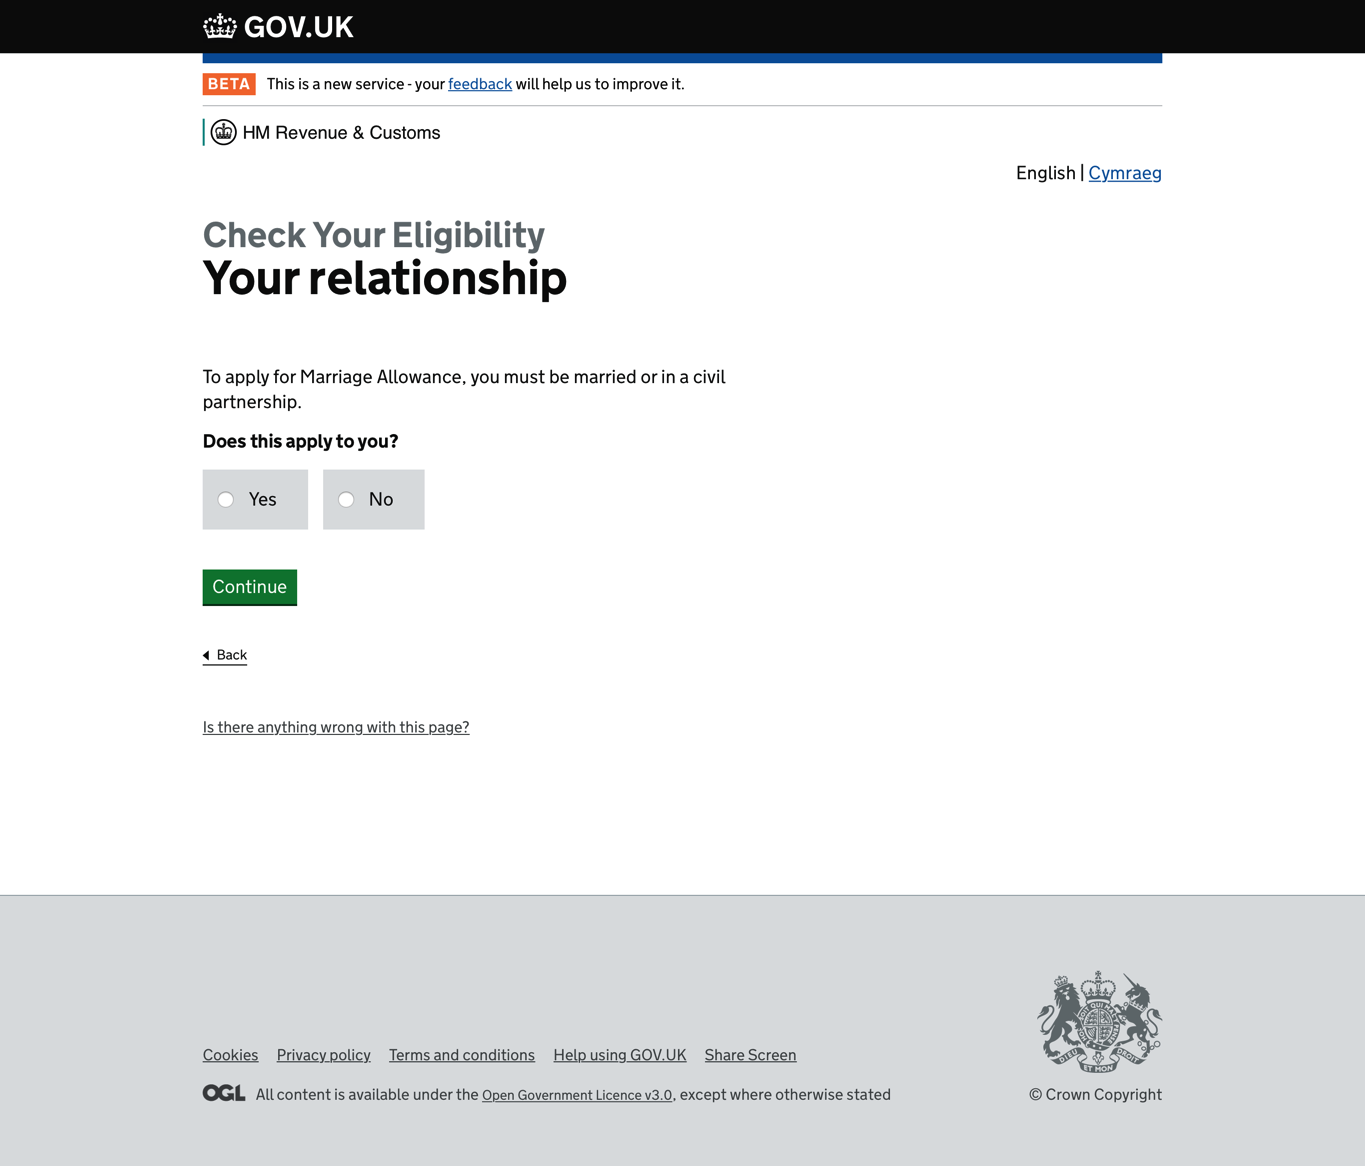 GOV.UK
BETA This is a new service - your feedback will help us to improve it.
HM Revenue & Customs
English | Cymraeg
Check Your Eligibility
Your relationship
To apply for Marriage Allowance, you must be married or in a civil
partnership.
Does this apply to you?
Yes No
Continue
Back
Is there anything wrong with this page?
Cookies Privacy policy Terms and conditions Help using GOV.UK Share Screen
OGL All content is available under the Open Government Licence v3.0, except where otherwise stated
DIEU ET MON DROIT
© Crown Copyright